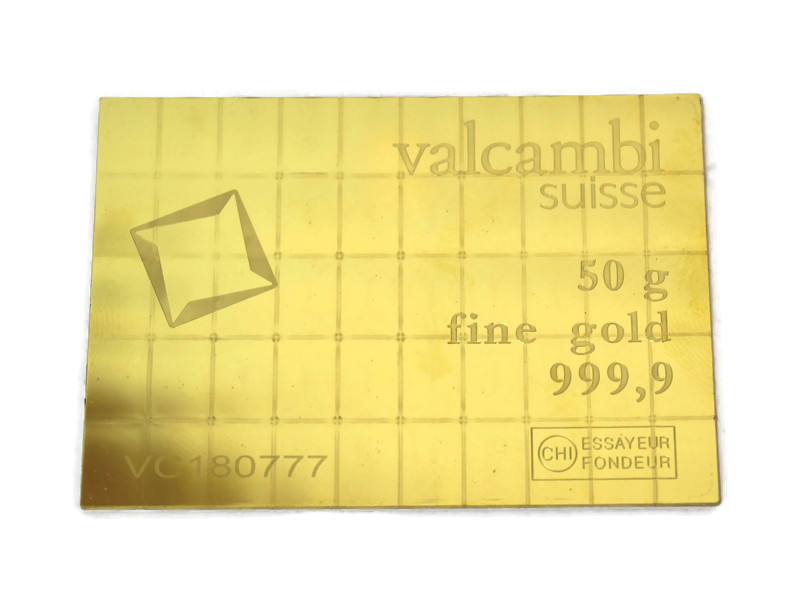 valcambi
suisse
50 g
fine gold
999,9
CHI ESSAYEUR
FONDEUR
VC180777